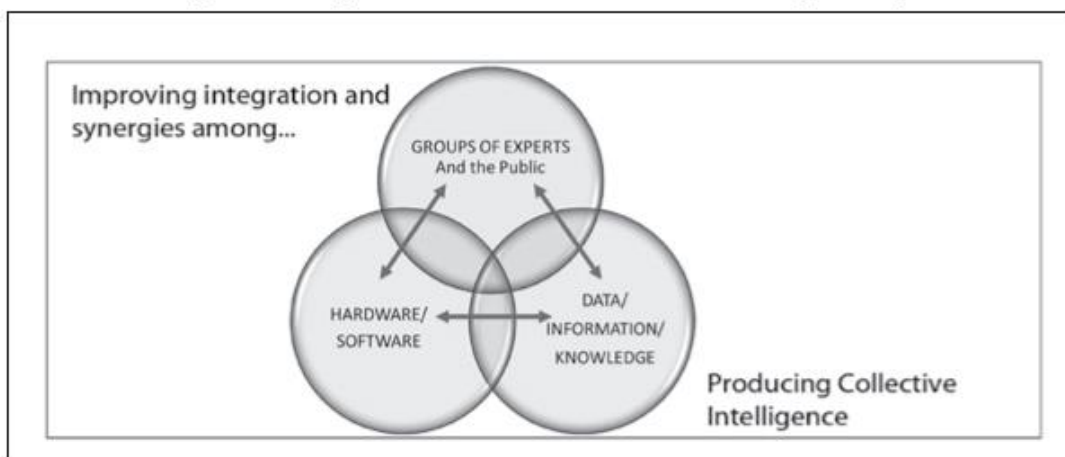 Improving integration and
synergies among...
GROUPS OF EXPERTS
And the Public
HARDWARE/
SOFTWARE
DATA/
INFORMATION/
KNOWLEDGE
Producing Collective
Intelligence